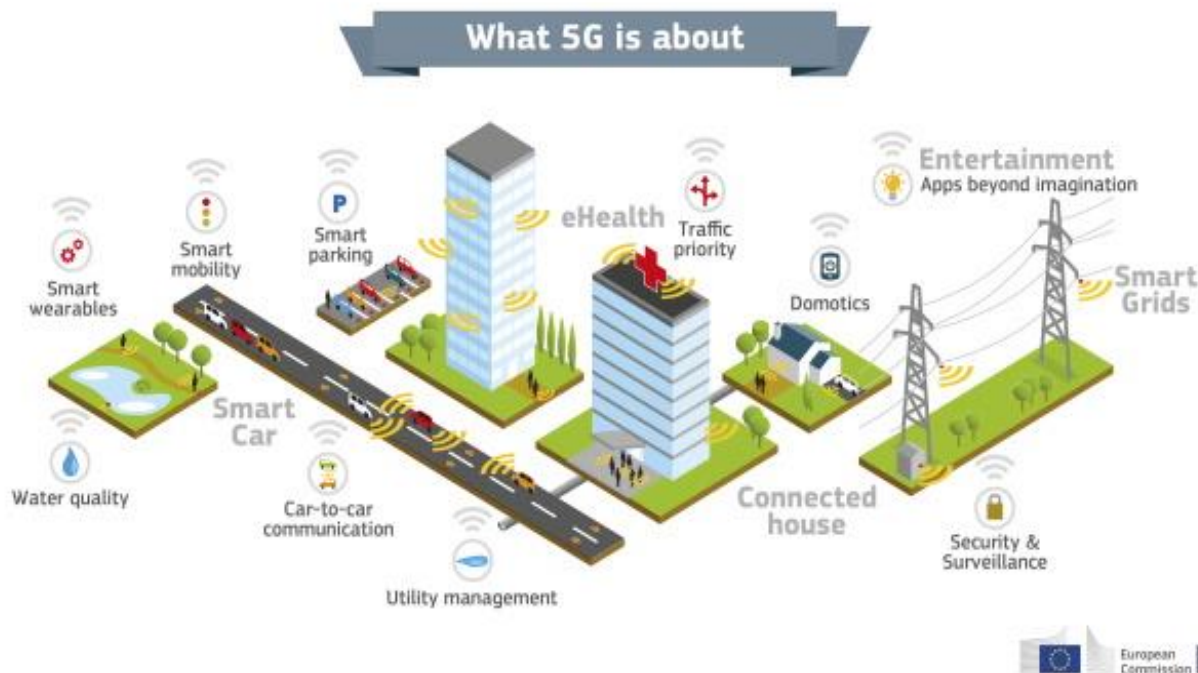 What 5G is about
Entertainment
Apps beyond imagination
eHealth
Traffic
priority
P
Smart
parking
Smart
mobility
Smart
wearables
Domotics
Smart
Grids
Smart
Car
Water quality
Car-to-car
communication
Connected
house
Security &
Surveillance
Utility management
European
Commission